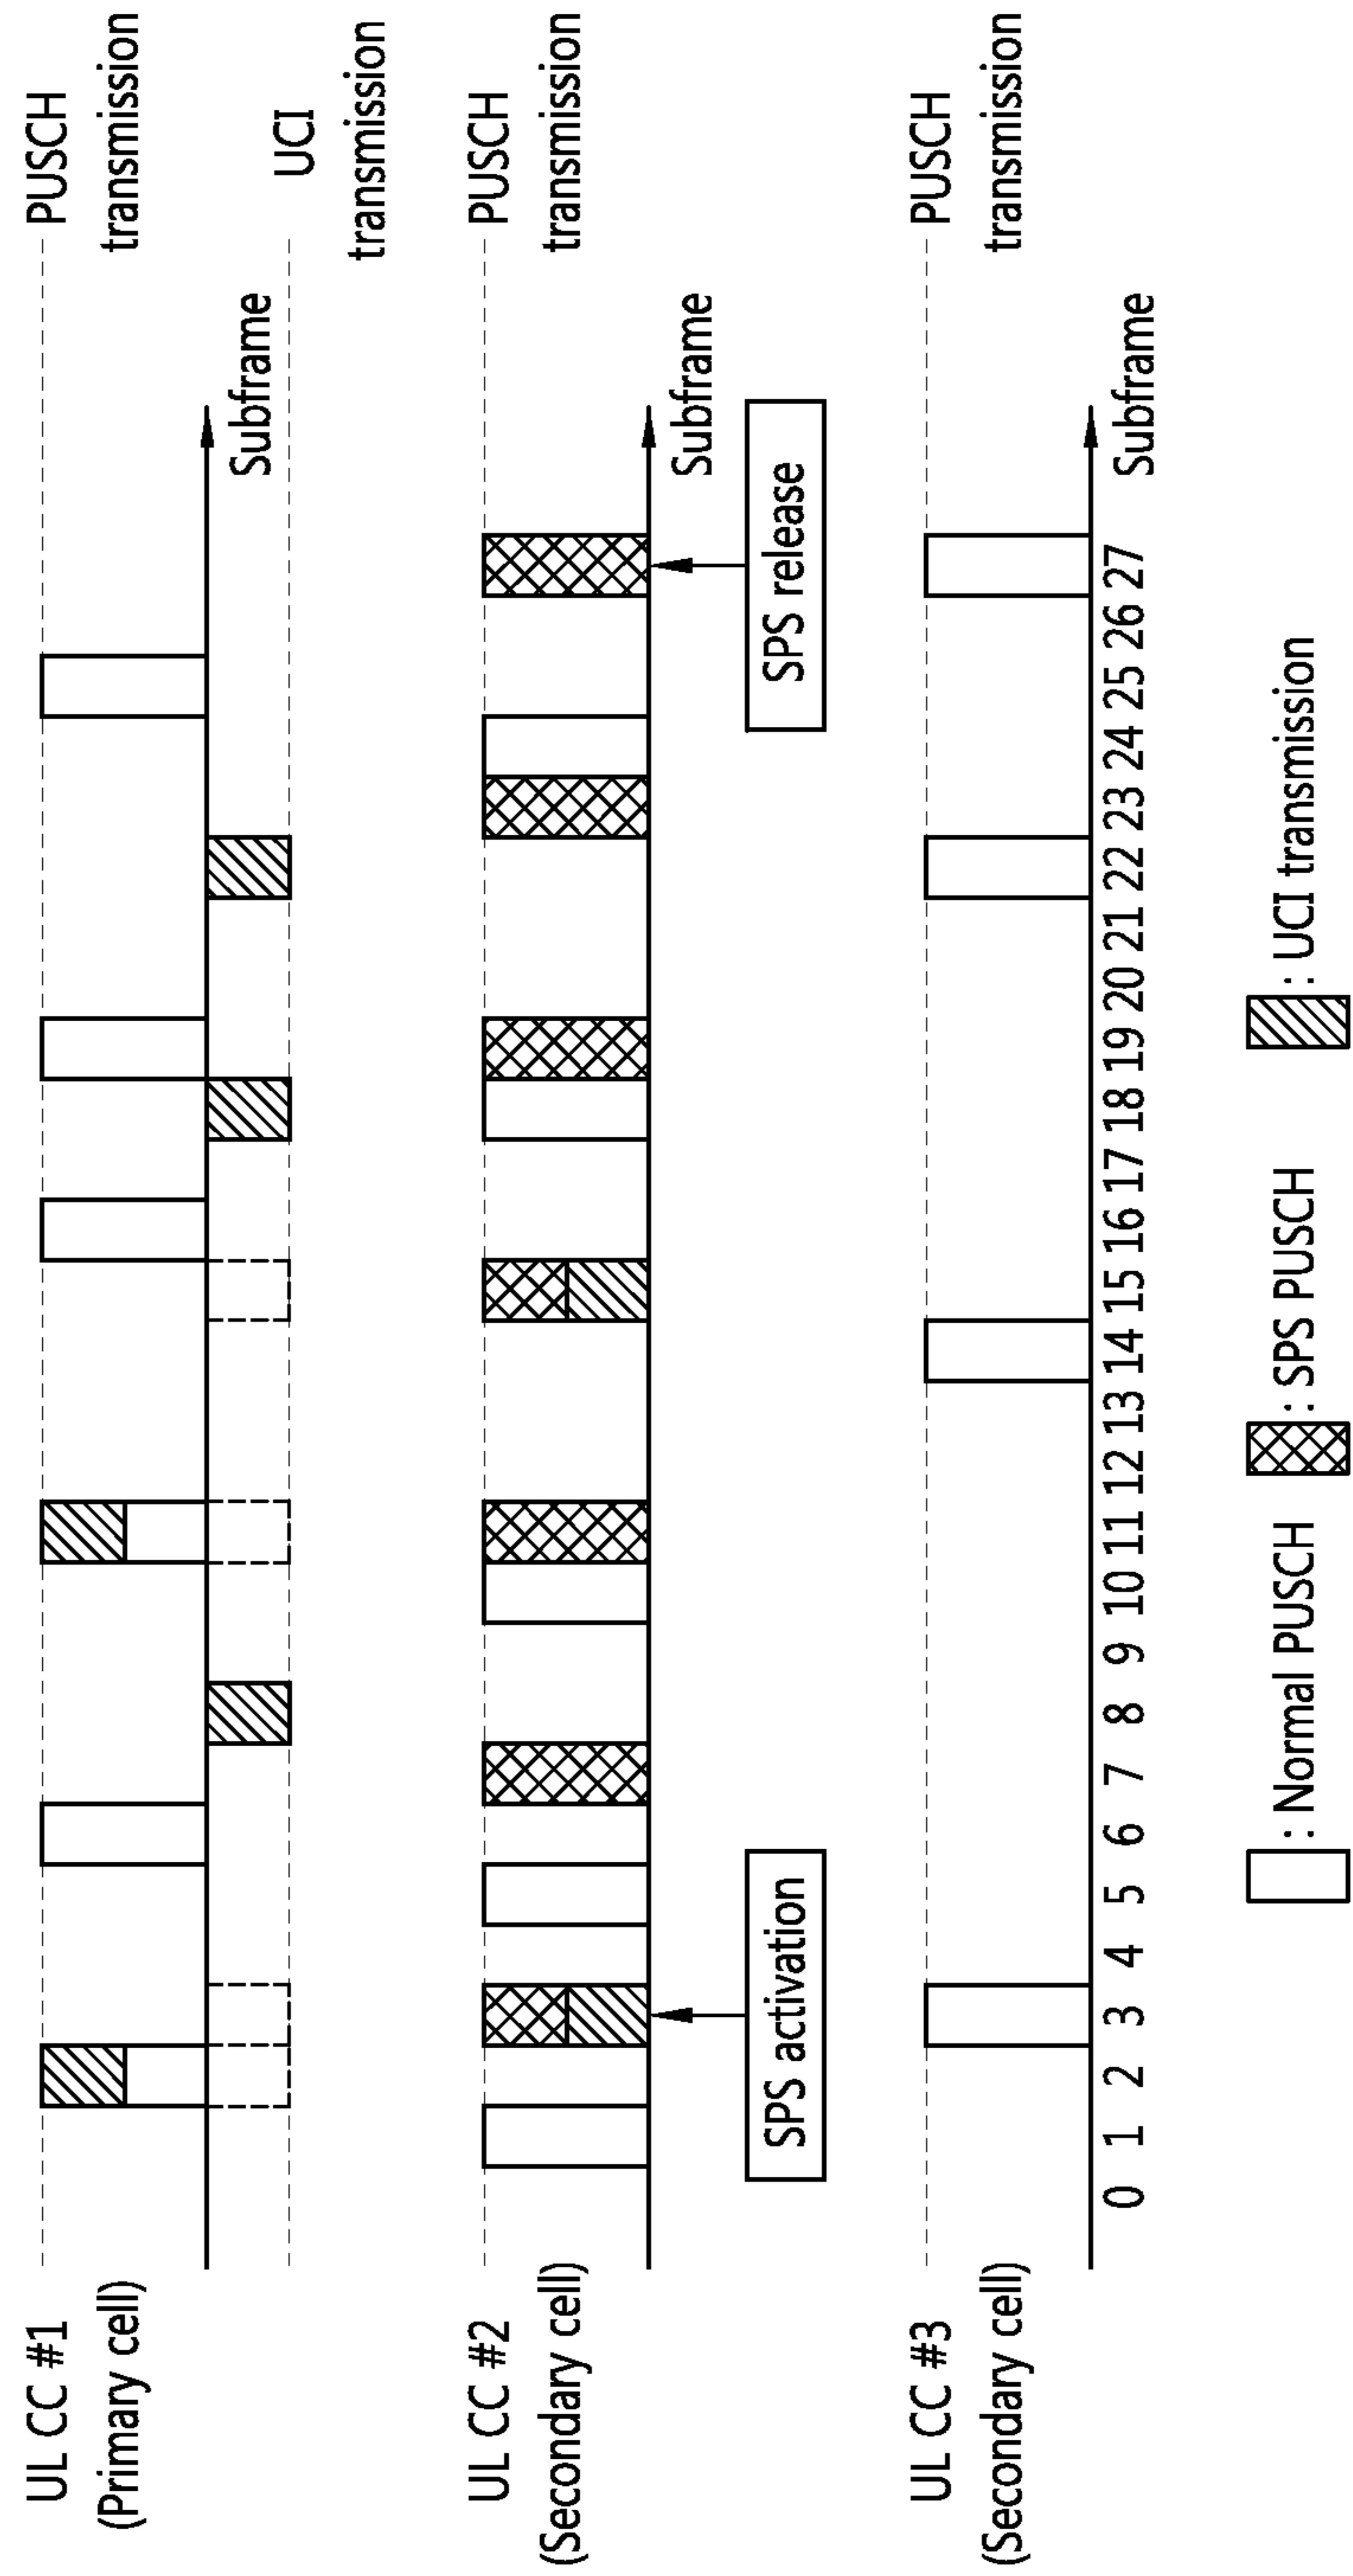 UL CC #1
(Primary cell)
PUSCH
transmission
Subframe
UCI
transmission
UL CC #2
(Secondary cell)
PUSCH
transmission
Subframe
SPS activation
SPS release
UL CC #3
(Secondary cell)
PUSCH
transmission
0 1 2 3 4 5 6 7 8 9 10 11 12 13 14 15 16 17 18 19 20 21 22 23 24 25 26 27
Subframe
: Normal PUSCH
: SPS PUSCH
: UCI transmission